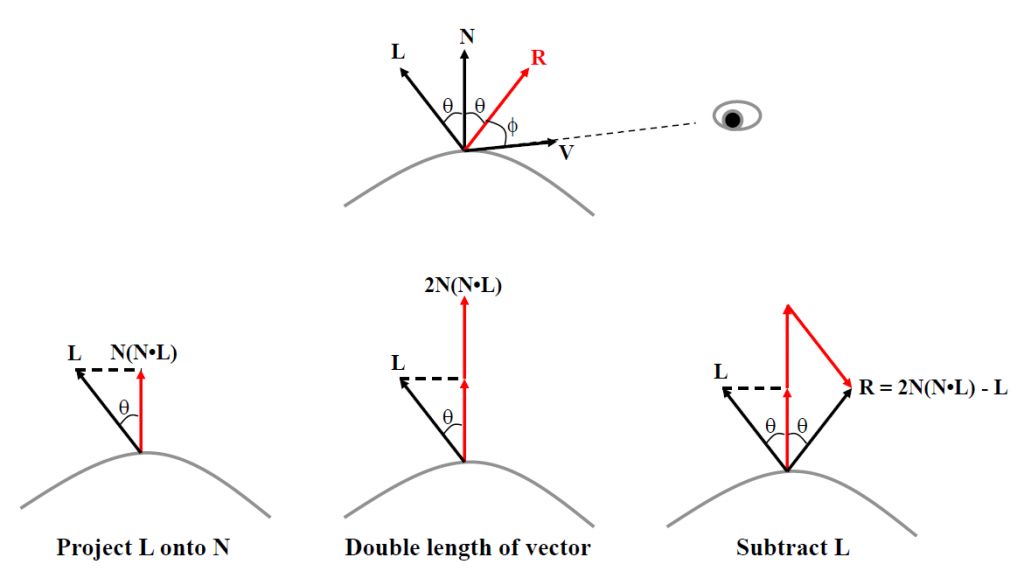 N
L
R
θ
θ
ϕ
V
2N(N•L)
L
N(N•L)
θ
L
θ
L
R = 2N(N•L) - L
θ
θ
Project L onto N
Double length of vector
Subtract L